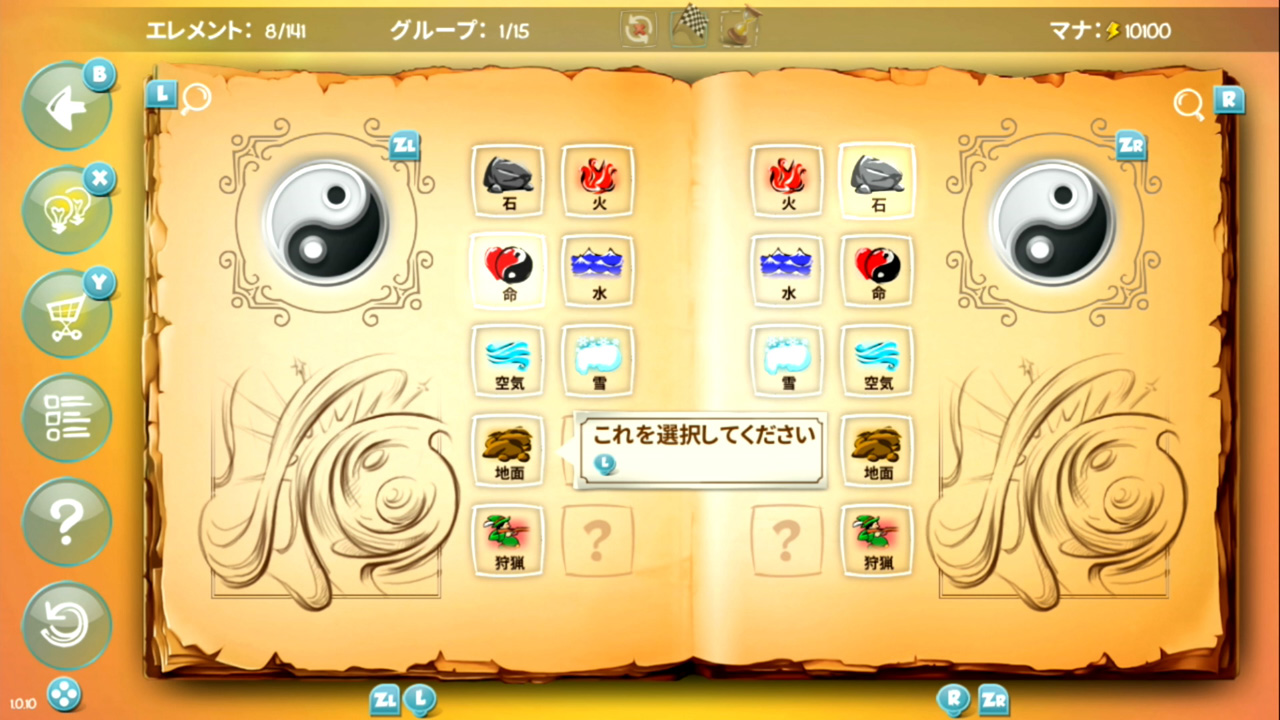 エレメント: 8/141
グループ: 1/15
マナ: 10100
B
L
R
ZL
ZR
石
火
火
石
X
命
水
水
命
Y
空気
雪
雪
空気
これを選択してください
L
地面
地面
?
狩猟
?
?
狩猟
1.0.10
ZL
L
R
ZR